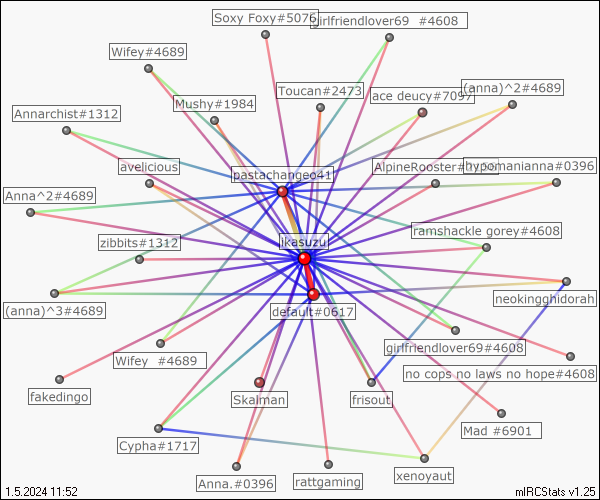 Soxy Foxy#5076
girlfriendlover69 #4608
Wifey#4689
Toucan#2473
ace deucy#7097
(anna)^2#4689
Mushy#1984
Annarchist#1312
avelicious
pastachangeo41
AlpineRooster#
hypomanianna#0396
Anna^2#4689
zibbits#1312
ikasuzu
ramshackle gorey#4608
neokingghidorah
(anna)^3#4689
default#0617
Wifey #4689
girlfriendlover69#4608
no cops no laws no hope#4608
fakedingo
Skalman
frisout
Mad #6901
Cypha#1717
xenoyaut
Anna.#0396
rattgaming
1.5.2024 11:52
mIRCStats v1.25